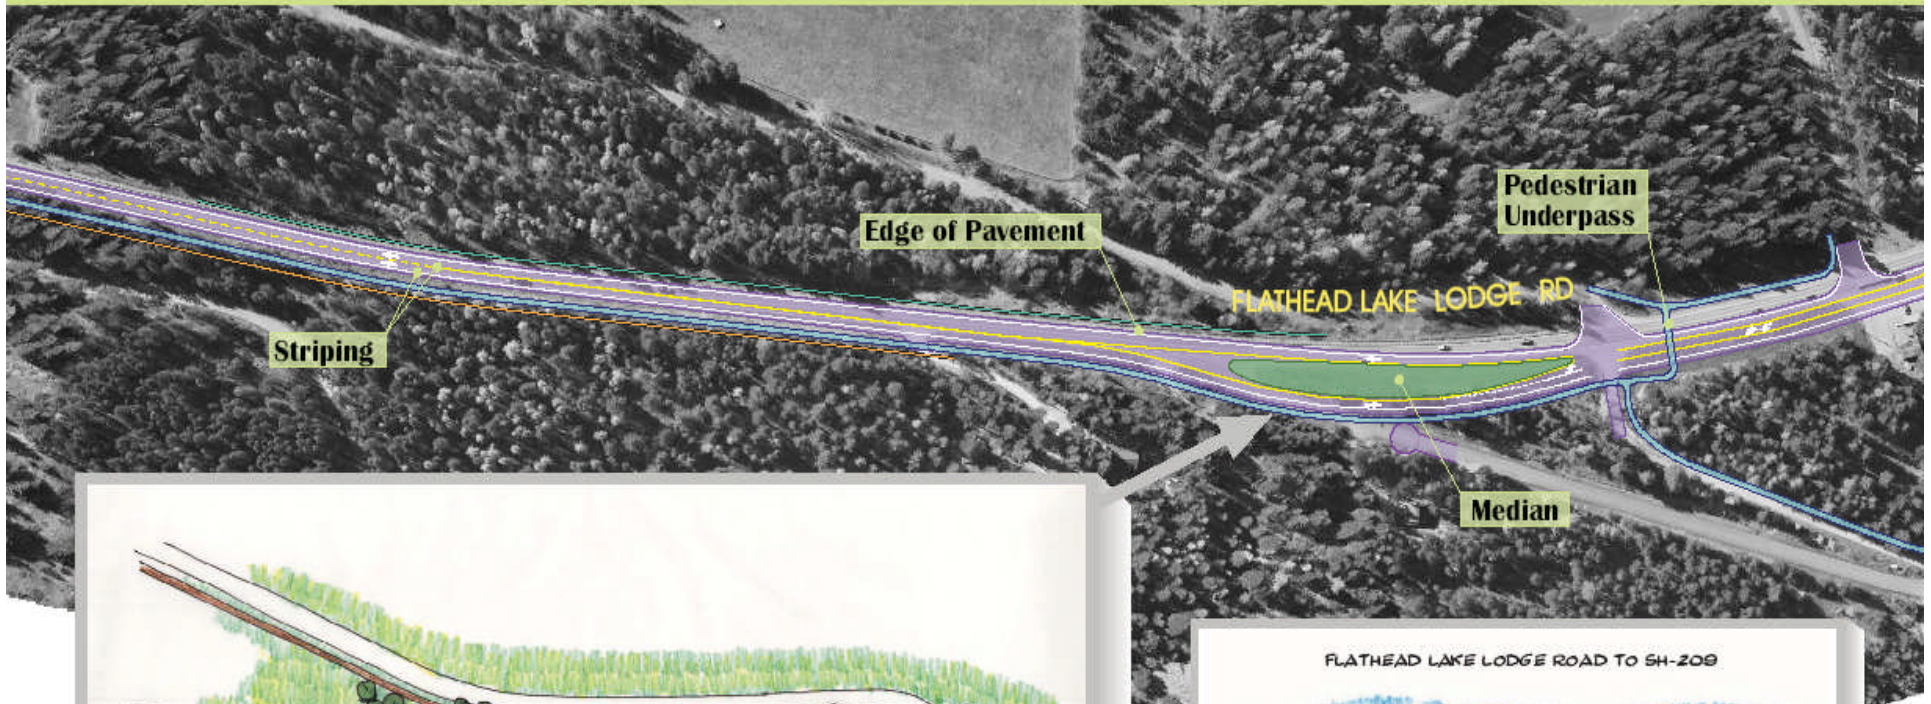 Pedestrian
Underpass
Edge of Pavement
FLATHEAD LAKE LODGE RD
Striping
Median
FLATHEAD LAKE LODGE ROAD TO SH-209